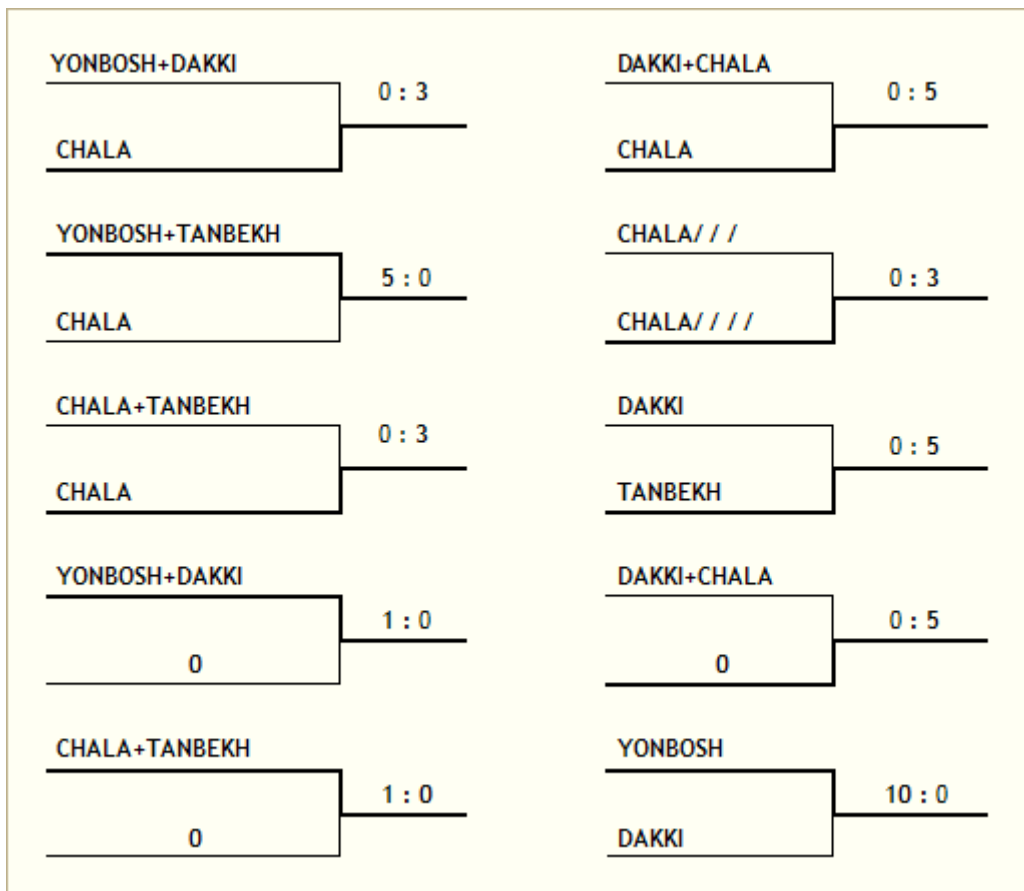 YONBOSH+DAKKI
0 : 3
CHALA
DAKKI+CHALA
0 : 5
CHALA
YONBOSH+TANBEKH
5 : 0
CHALA
CHALA/ / /
0 : 3
CHALA/ / / /
CHALA+TANBEKH
0 : 3
CHALA
DAKKI
0 : 5
TANBEKH
YONBOSH+DAKKI
1 : 0
0
DAKKI+CHALA
0 : 5
0
CHALA+TANBEKH
1 : 0
0
YONBOSH
10 : 0
DAKKI